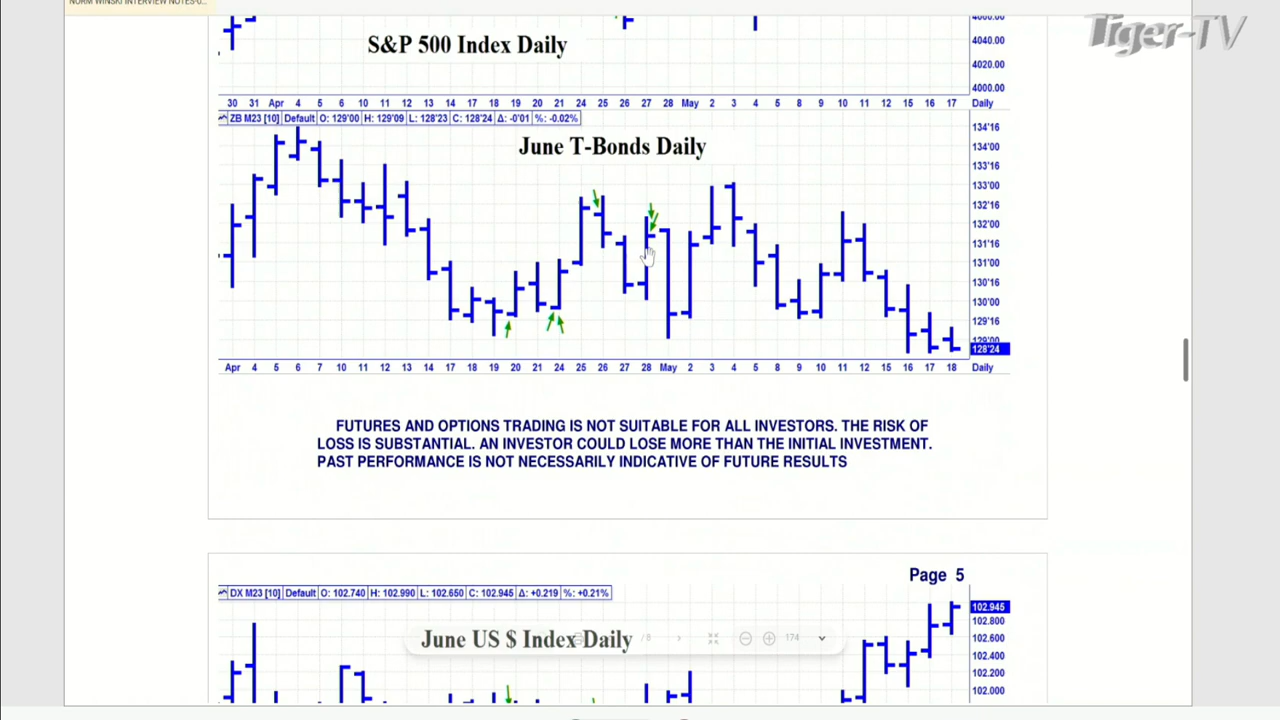 NORM WINSKI INTERVIEW NOTES-0...
Tiger-TV
4060.00
S&P 500 Index Daily
4040.00
4020.00
4000.00
30 31 Apr 4 5 6 10 11 12 13 14 17 18 19 20 21 24 25 26 27 28 May 2 3 4 5 8 9 10 11 12 15 16 17 Daily
ZB M23 [10] Default O: 129'00 H: 129'09 L: 128'23 C: 128'24 Δ: -0'01 %: -0.02%
134'16
June T-Bonds Daily
134'00
133'16
133'00
132'16
132'00
131'16
131'00
130'16
130'00
129'16
129'00
128'24
Apr 4 5 6 7 10 11 12 13 14 17 18 19 20 21 24 25 26 27 28 May 2 3 4 5 8 9 10 11 12 15 16 17 18 Daily
FUTURES AND OPTIONS TRADING IS NOT SUITABLE FOR ALL INVESTORS. THE RISK OF
LOSS IS SUBSTANTIAL. AN INVESTOR COULD LOSE MORE THAN THE INITIAL INVESTMENT.
PAST PERFORMANCE IS NOT NECESSARILY INDICATIVE OF FUTURE RESULTS
Page 5
DX M23 [10] Default O: 102.740 H: 102.990 L: 102.650 C: 102.945 Δ: +0.219 %: +0.21%
102.945
102.800
June US $ Index Daily
/8
174
102.600
102.400
102.200
102.000